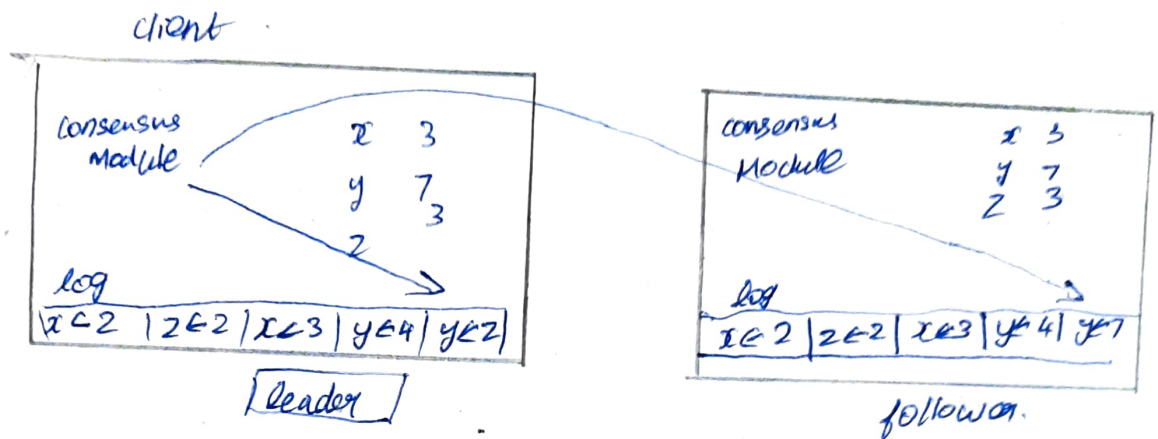 client
consensus
Module
x 3
y 7
3
z
log
x←2 | z←2 | x←3 | y←4 | y←2
leader
consensus
Module
x 3
y 7
z 3
log
x←2 | z←2 | x←3 | y←4 | y←7
follower.